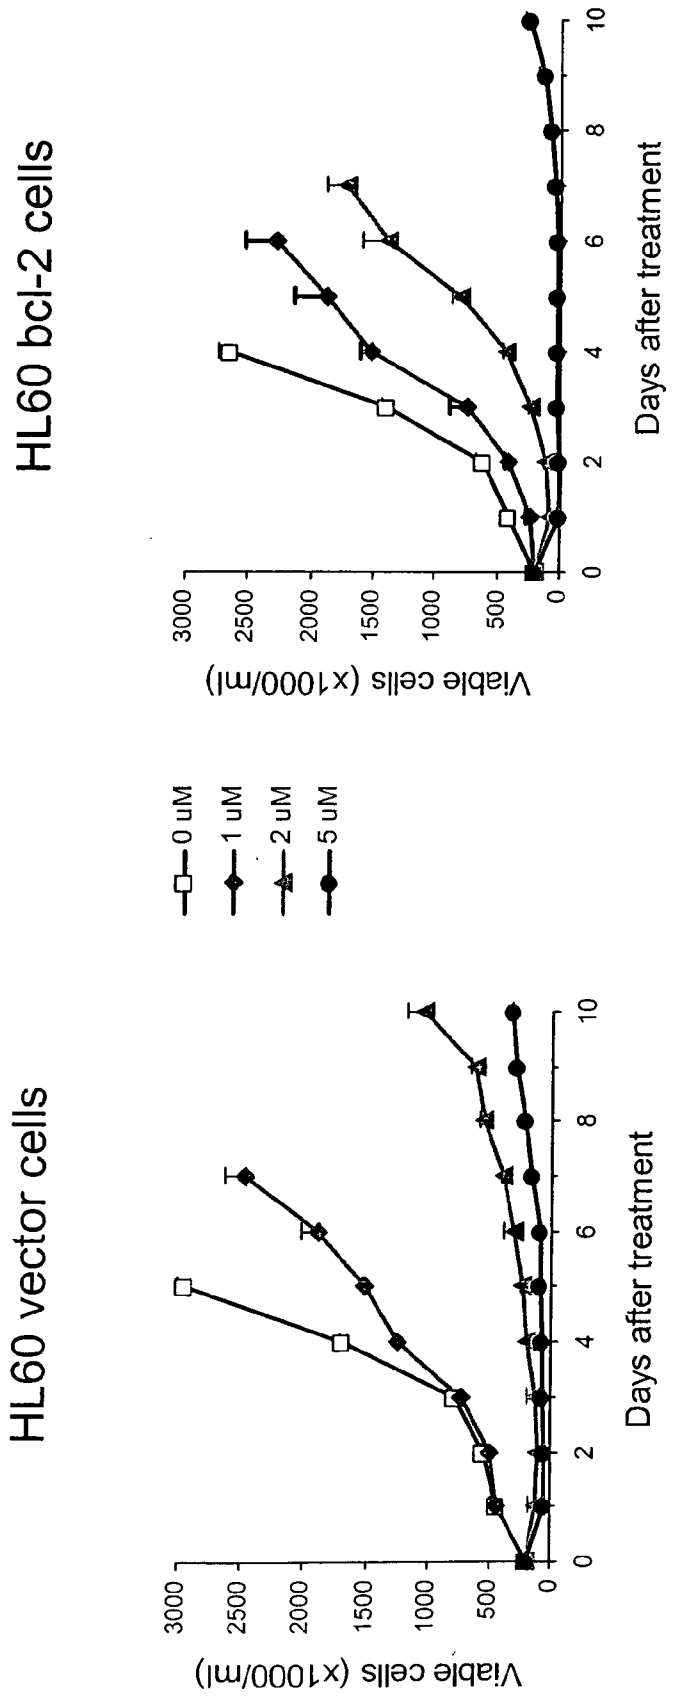 HL60 vector cells
Viable cells (x1000/ml)
3000
2500
2000
1500
1000
500
0
0 2 4 6 8 10
Days after treatment
0 uM
1 uM
2 uM
5 uM
HL60 bcl-2 cells
Viable cells (x1000/ml)
3000
2500
2000
1500
1000
500
0
0 2 4 6 8 10
Days after treatment